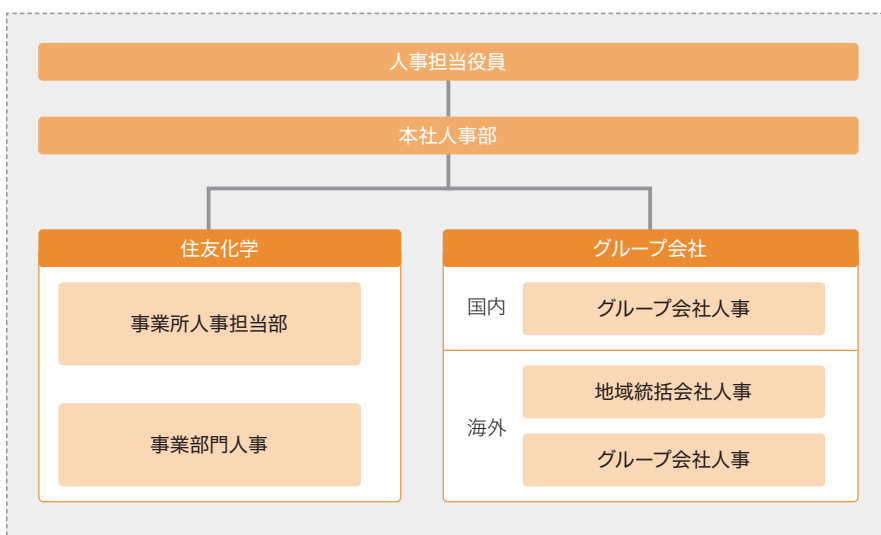 人事担当役員
本社人事部
住友化学
事業所人事担当部
事業部門人事
グループ会社
国内
グループ会社人事
海外
地域統括会社人事
グループ会社人事